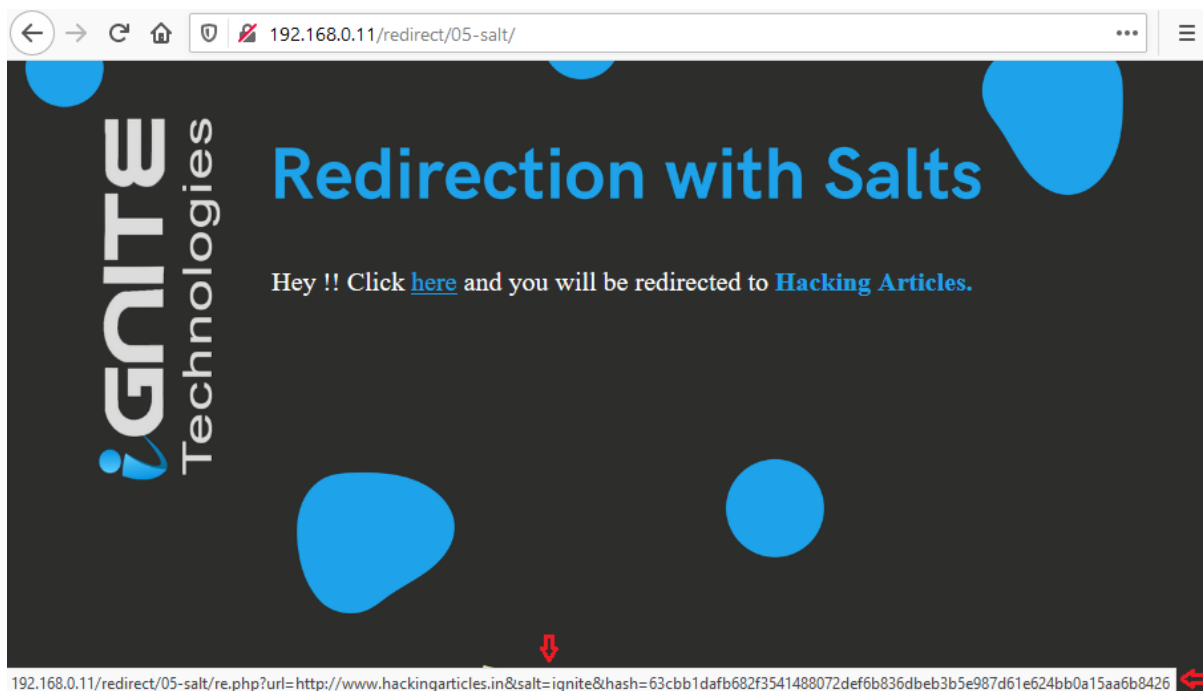 192.168.0.11/redirect/05-salt/
iGNITE
Technologies
Redirection with Salts
Hey !! Click here and you will be redirected to Hacking Articles.
192.168.0.11/redirect/05-salt/re.php?url=http://www.hackingarticles.in&salt=ignite&hash=63cbb1dafb682f3541488072def6b836dbeb3b5e987d61e624bb0a15aa6b8426